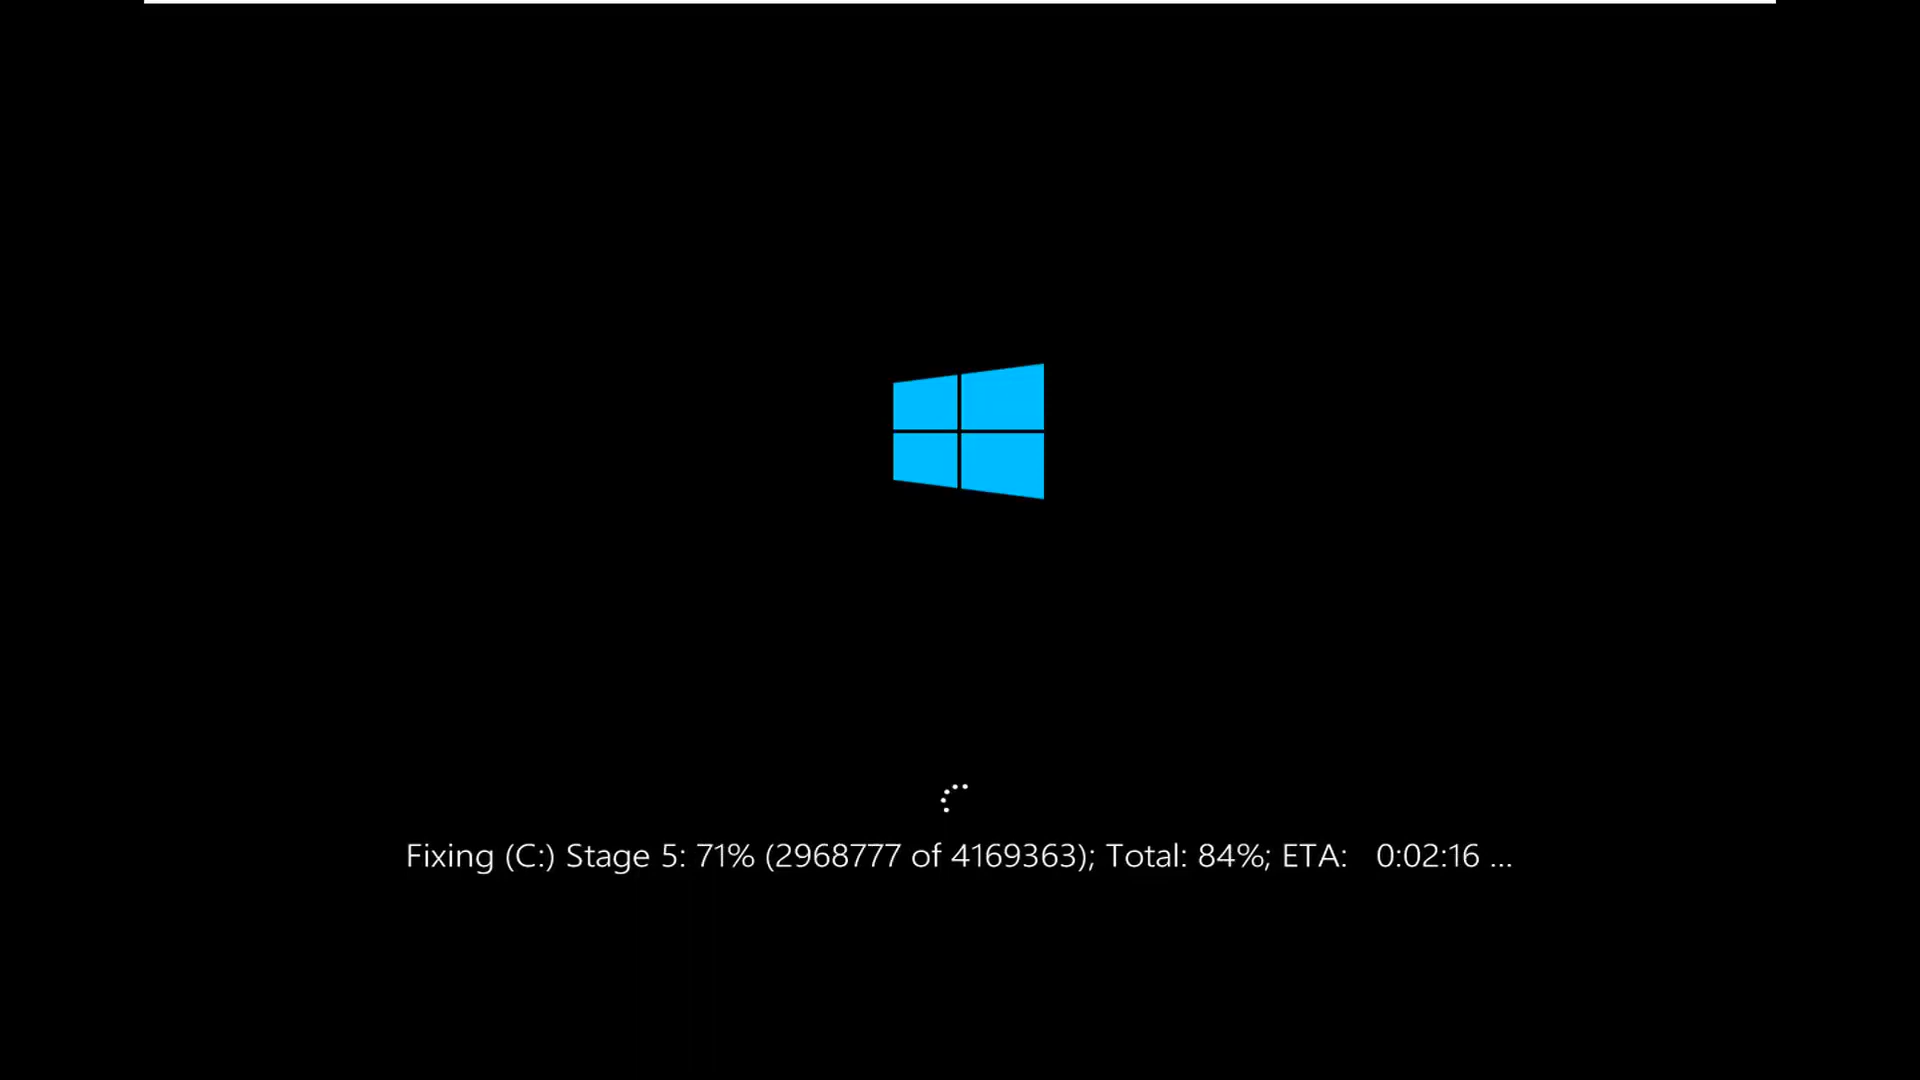 Fixing (C:) Stage 5: 71% (2968777 of 4169363); Total: 84%; ETA:   0:02:16 ...